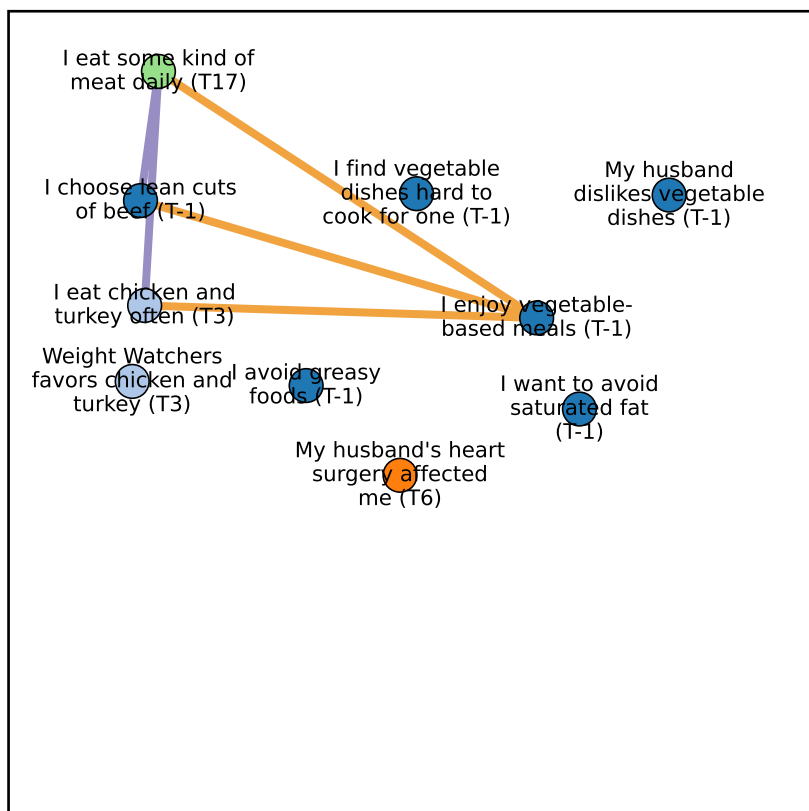 I eat some kind of
meat daily (T17)
I find vegetable
dishes hard to
cook for one (T-1)
My husband
dislikes vegetable
dishes (T-1)
I choose lean cuts
of beef (T-1)
I eat chicken and
turkey often (T3)
I enjoy vegetable-
based meals (T-1)
Weight Watchers
favors chicken and
turkey (T3)
I avoid greasy
foods (T-1)
I want to avoid
saturated fat
(T-1)
My husband's heart
surgery affected
me (T6)